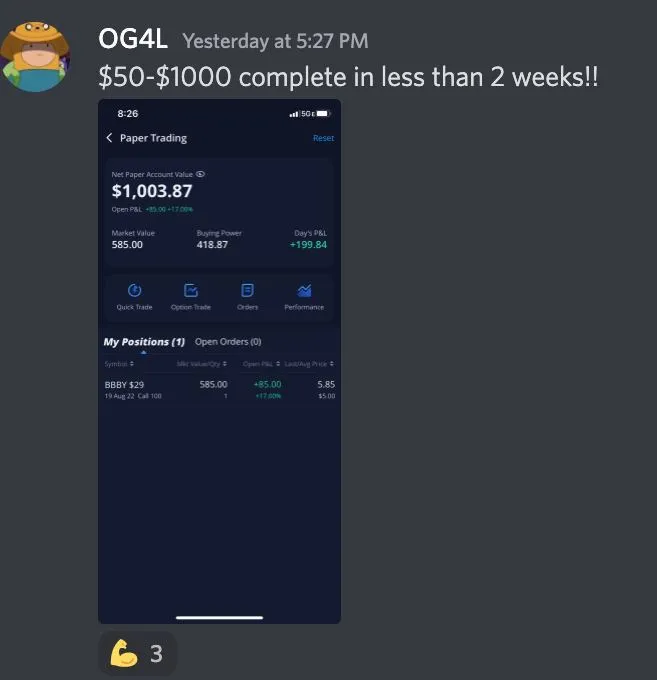 OG4L Yesterday at 5:27 PM
$50-$1000 complete in less than 2 weeks!!
8:26 5GE
Paper Trading Reset
Net Paper Account Value
$1,003.87
Open P&L +85.00 +17.00%
Market Value Buying Power Day's P&L
585.00 418.87 +199.84
Quick Trade Option Trade Orders Performance
My Positions (1) Open Orders (0)
Symbol Mkt Value/Qty Open P&L Last/Avg Price
BBBY $29 585.00 +85.00 5.85
19 Aug 22 Call 100 1 +17.00% $5.00
3